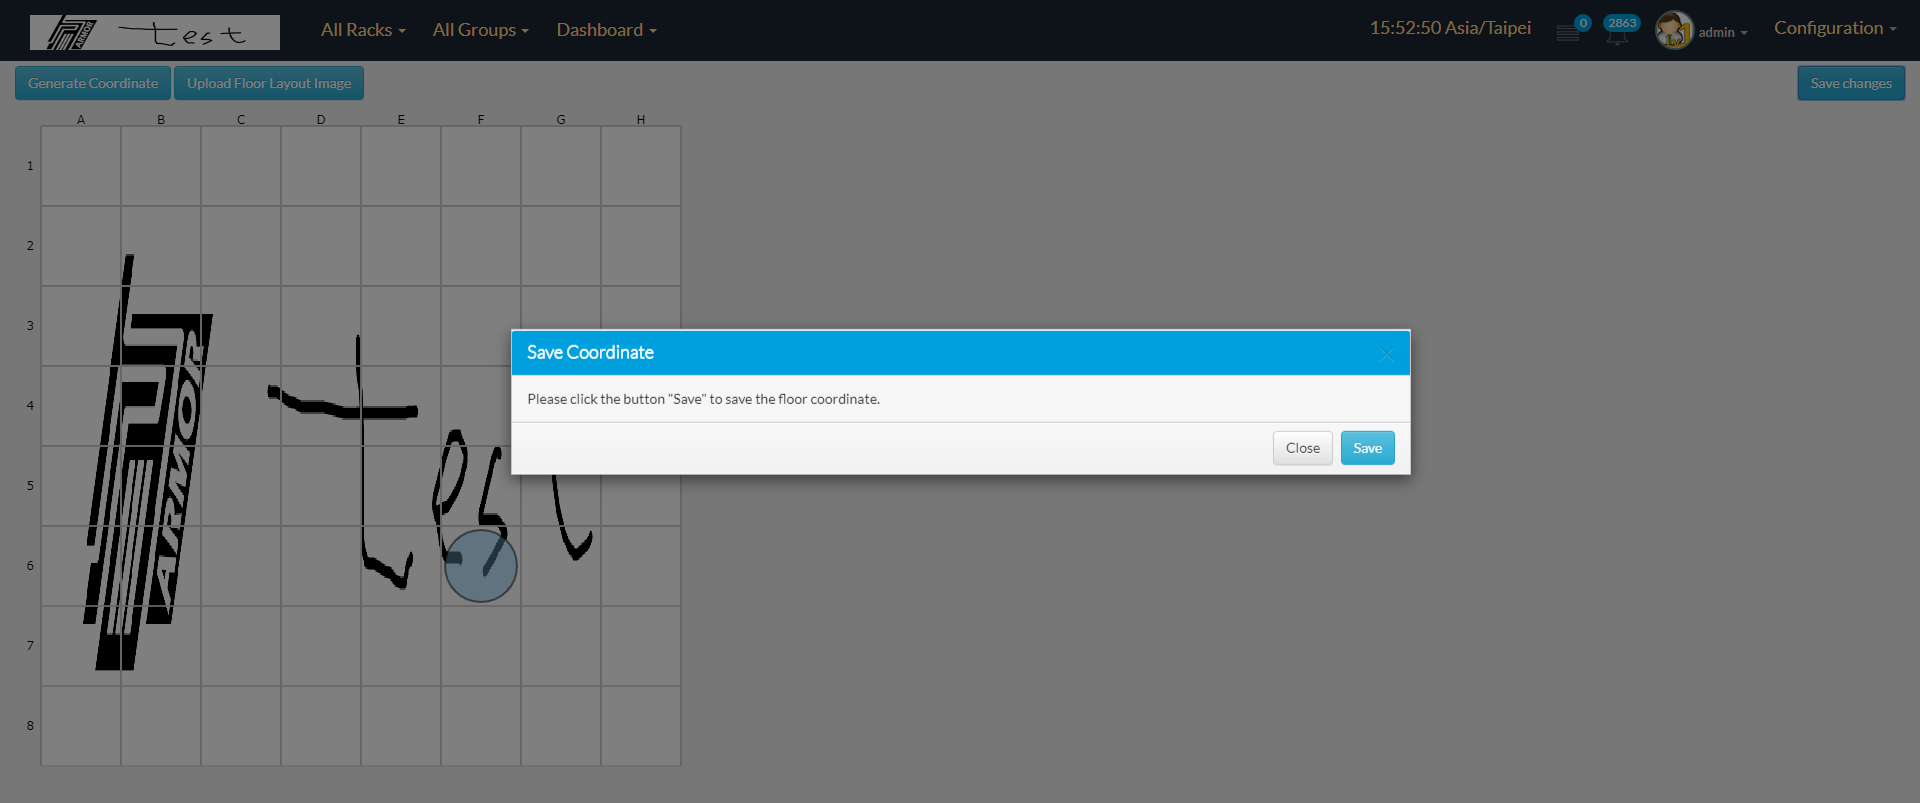 ARMOR test All Racks All Groups Dashboard 15:52:50 Asia/Taipei 0 2863 admin Configuration
Generate Coordinate Upload Floor Layout Image Save changes
A B C D E F G H
1
2
3
Save Coordinate
Please click the button "Save" to save the floor coordinate.
Close Save
4
5
6
7
8
ARMOR
test